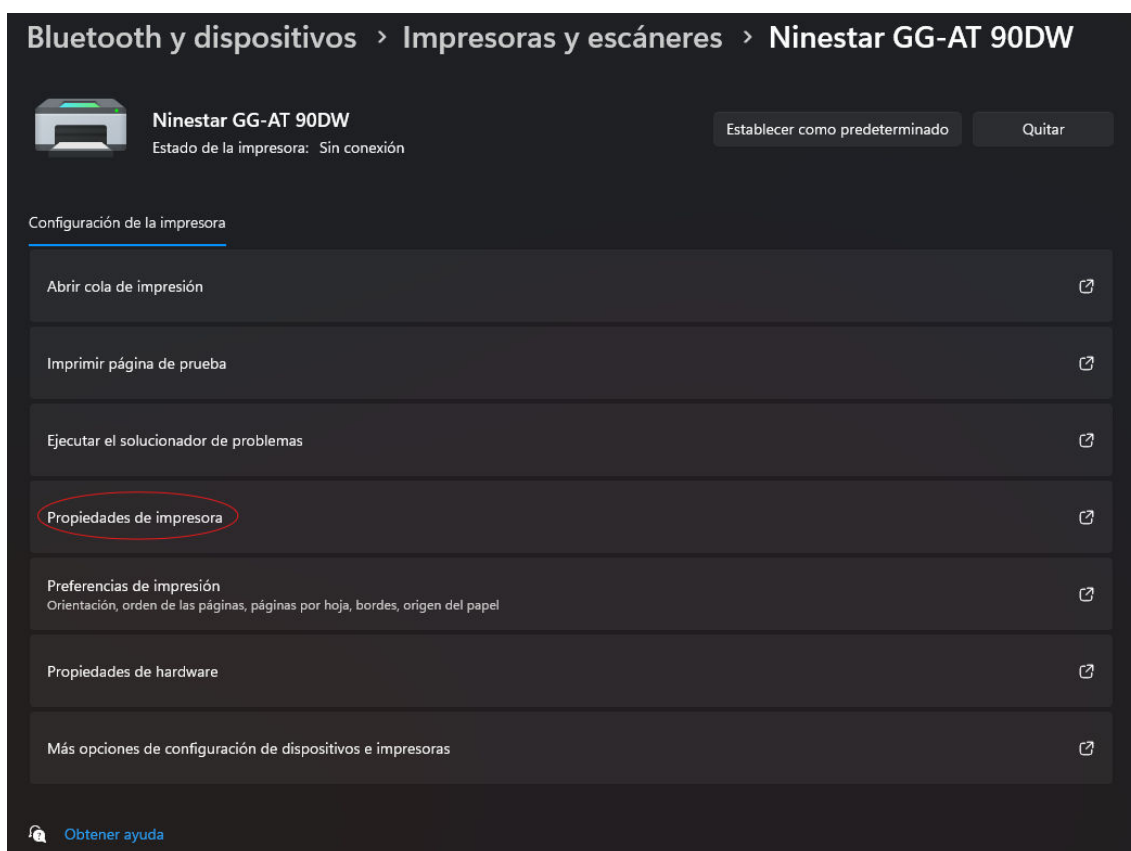 Bluetooth y dispositivos > Impresoras y escáneres > Ninestar GG-AT 90DW
Ninestar GG-AT 90DW
Estado de la impresora: Sin conexión
Establecer como predeterminado
Quitar
Configuración de la impresora
Abrir cola de impresión
Imprimir página de prueba
Ejecutar el solucionador de problemas
Propiedades de impresora
Preferencias de impresión
Orientación, orden de las páginas, páginas por hoja, bordes, origen del papel
Propiedades de hardware
Más opciones de configuración de dispositivos e impresoras
Obtener ayuda